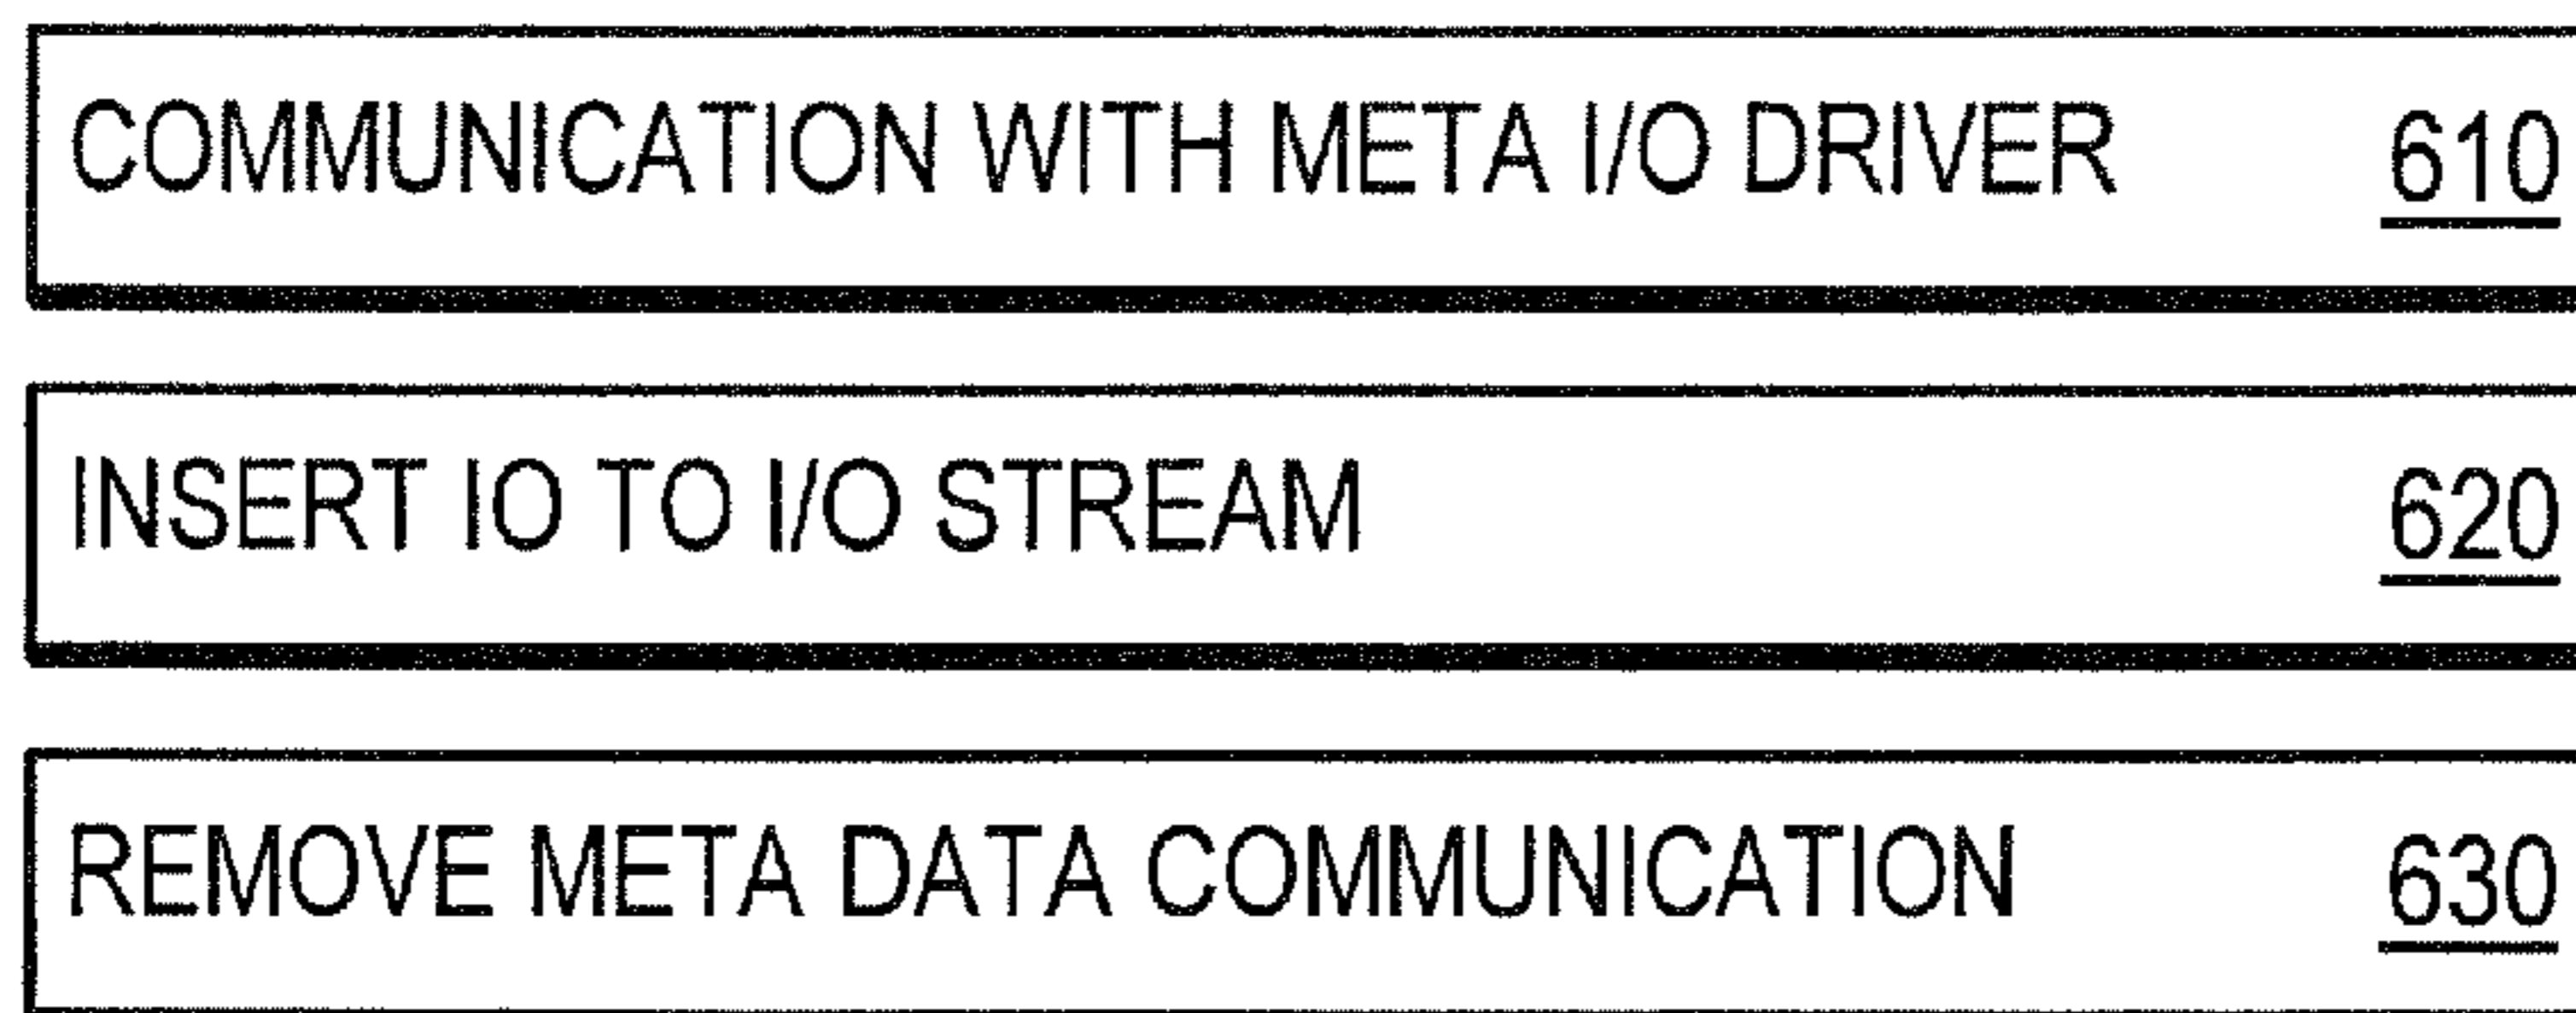 COMMUNICATION WITH META I/O DRIVER 610
INSERT IO TO I/O STREAM 620
REMOVE META DATA COMMUNICATION 630